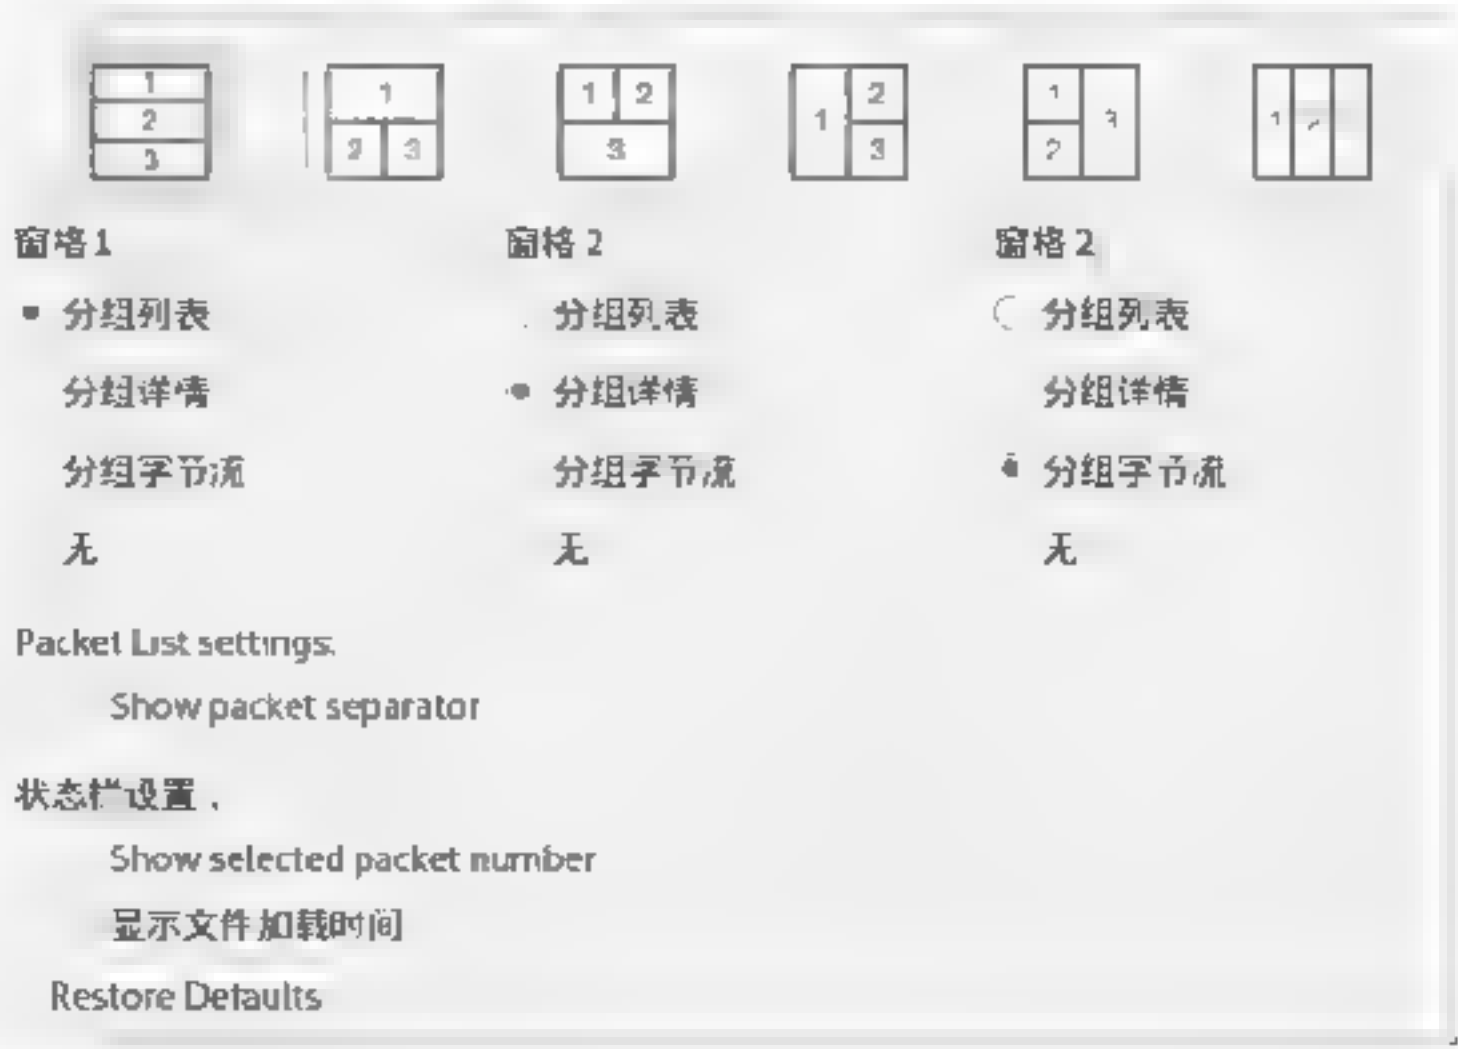 1 1 1 2 2 1
2 1 3 1 2
3 2 3 3 3 2
窗格 1 窗格 2 窗格 2
分组列表 分组列表 分组列表
分组详情 分组详情 分组详情
分组字节流 分组字节流 分组字节流
无 无 无
Packet List settings:
Show packet separator
状态栏设置：
Show selected packet number
显示文件加载时间
Restore Defaults